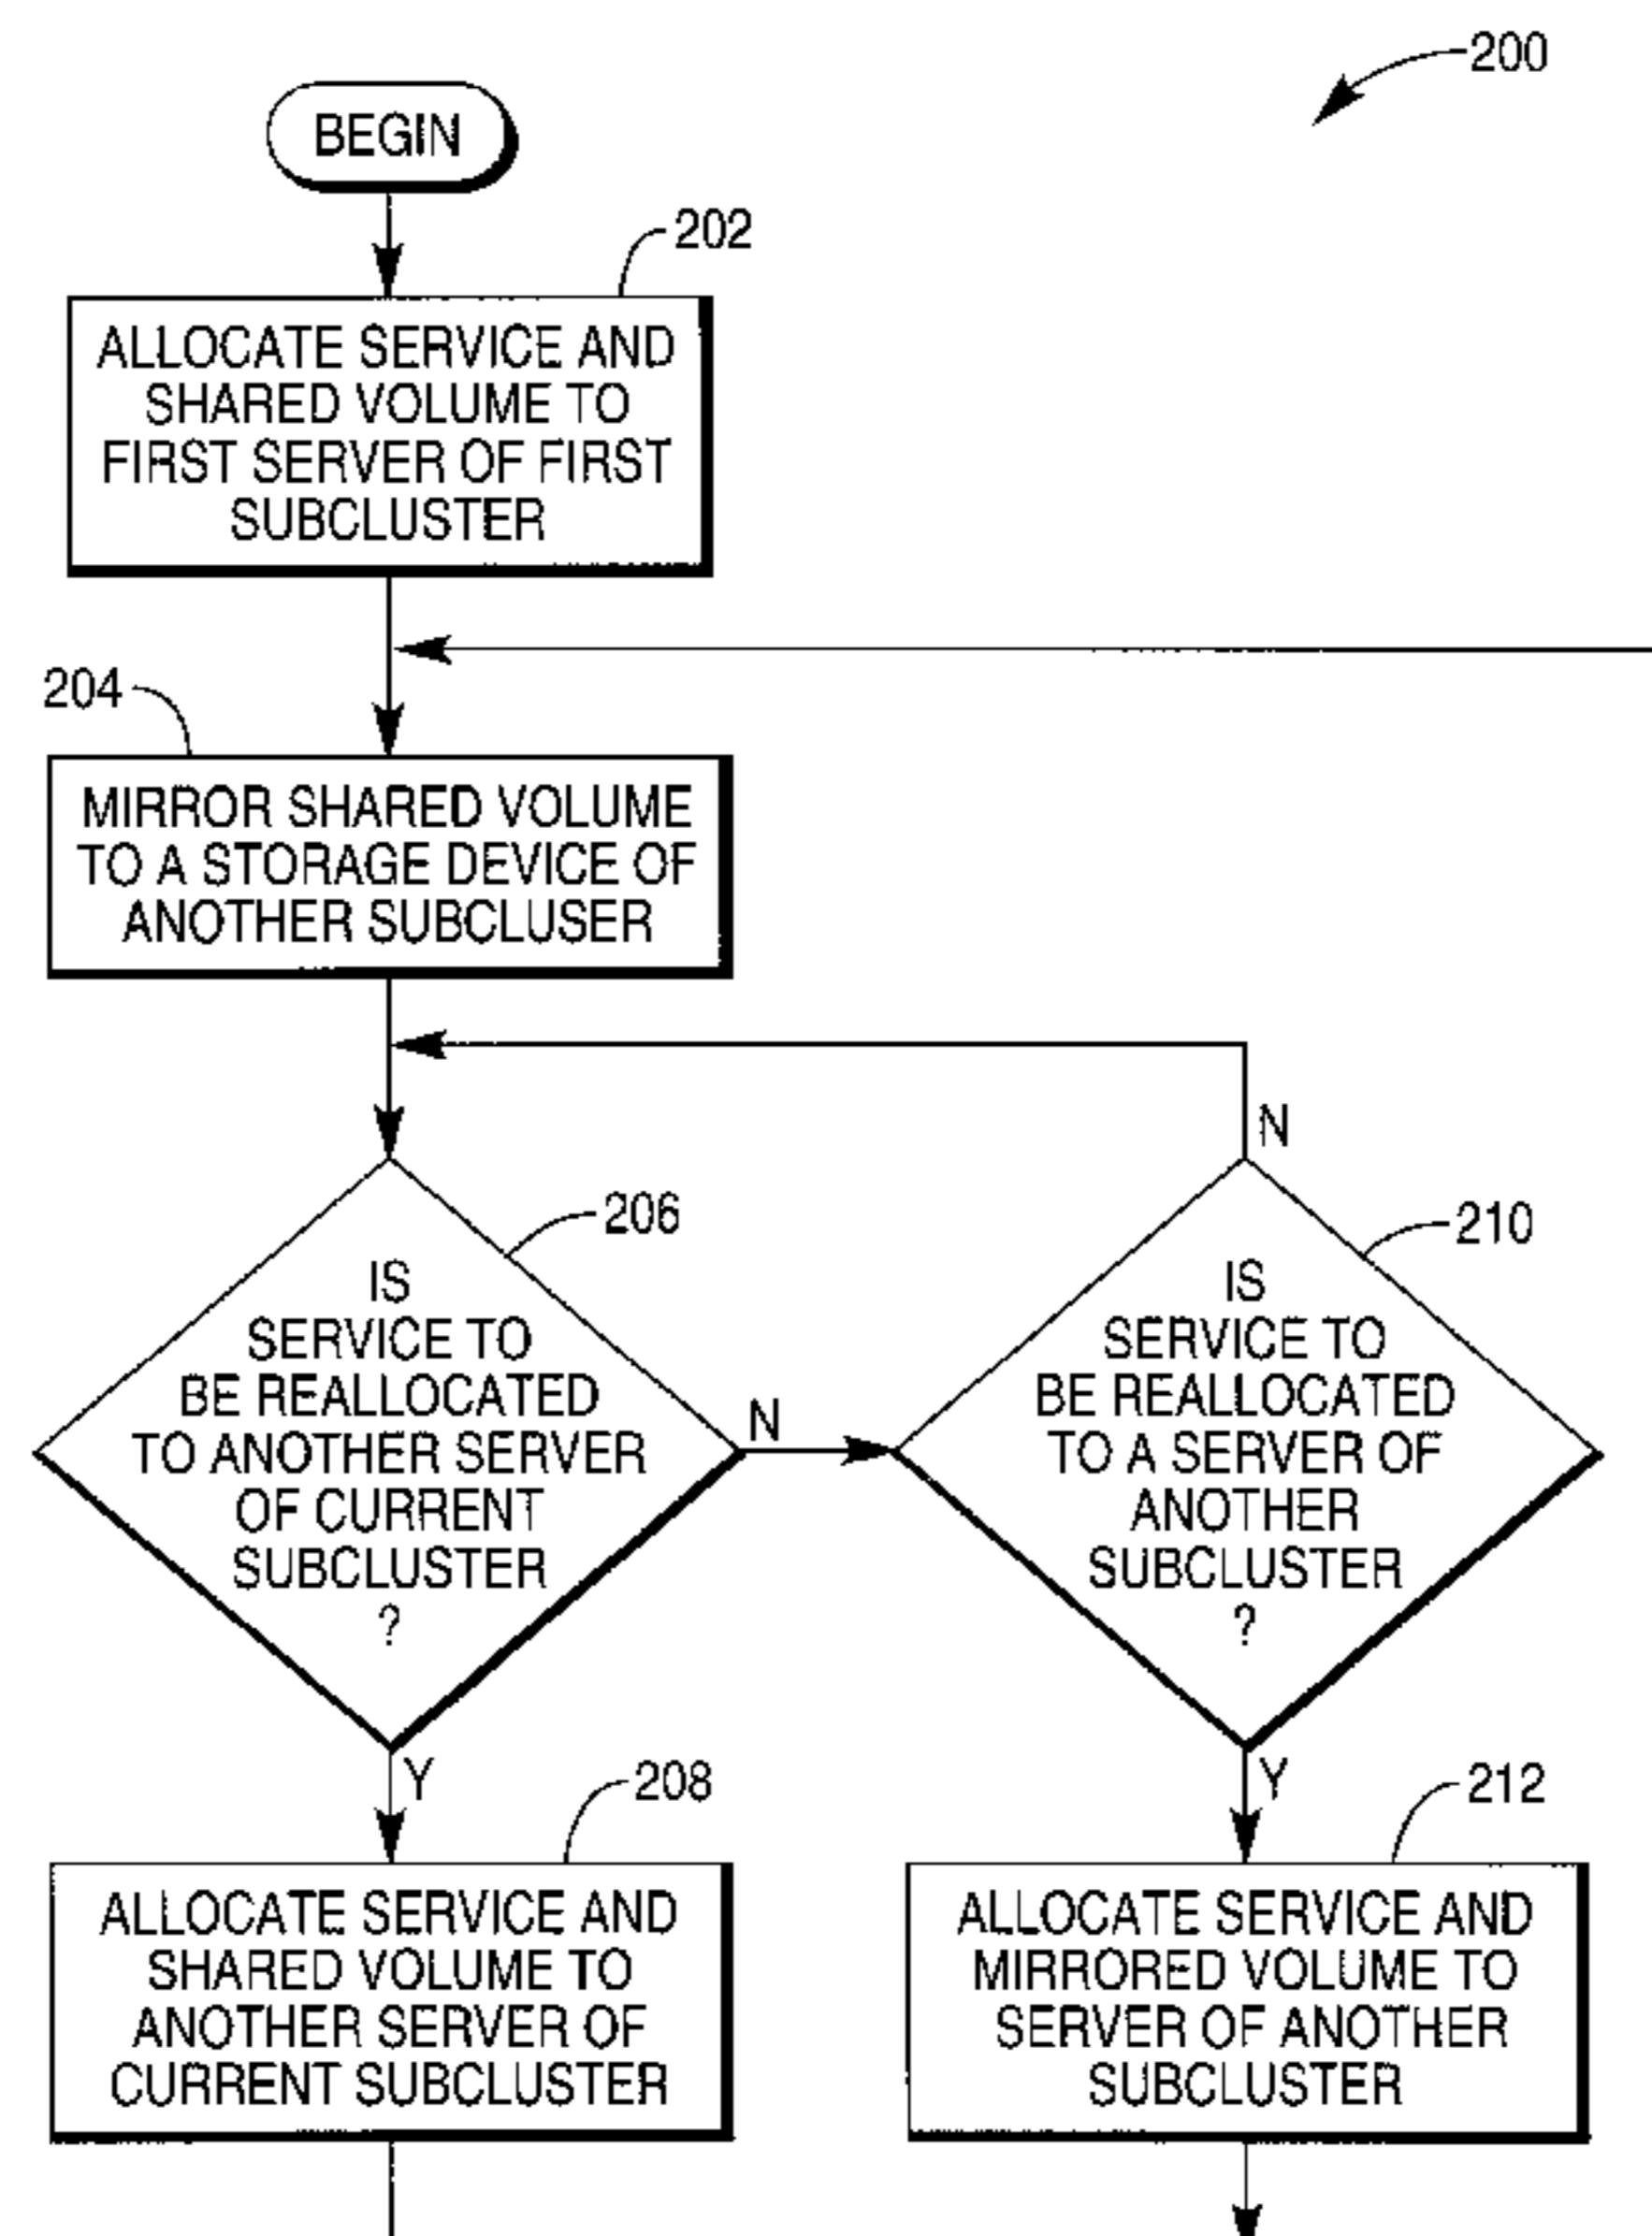 200
BEGIN
202
ALLOCATE SERVICE AND
SHARED VOLUME TO
FIRST SERVER OF FIRST
SUBCLUSTER
204
MIRROR SHARED VOLUME
TO A STORAGE DEVICE OF
ANOTHER SUBCLUSER
206
IS
SERVICE TO
BE REALLOCATED
TO ANOTHER SERVER
OF CURRENT
SUBCLUSTER
?
N
Y
210
N
IS
SERVICE TO
BE REALLOCATED
TO A SERVER OF
ANOTHER
SUBCLUSTER
?
Y
208
ALLOCATE SERVICE AND
SHARED VOLUME TO
ANOTHER SERVER OF
CURRENT SUBCLUSTER
212
ALLOCATE SERVICE AND
MIRRORED VOLUME TO
SERVER OF ANOTHER
SUBCLUSTER